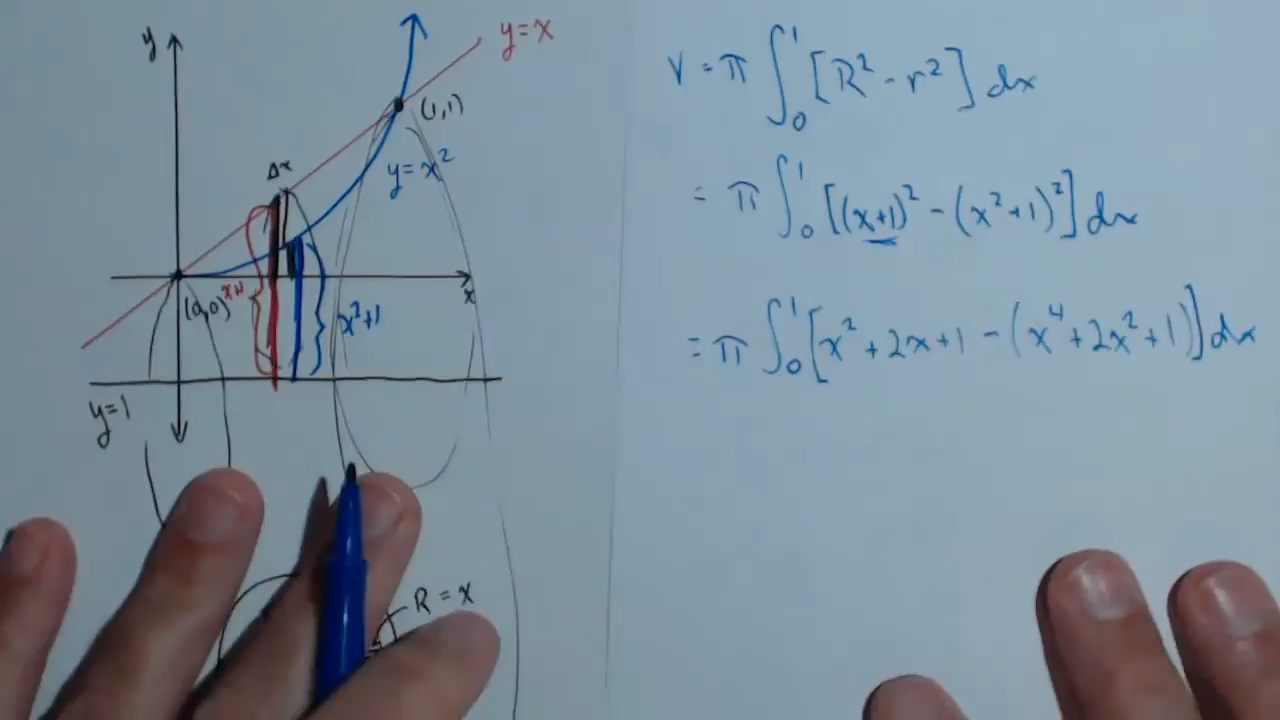 y
y=x
(1,1)
Δx
y=x²
(0,0)
x+1
x²+1
x
y=1
R = x
V = π ∫₀¹ [R² - r²] dx
= π ∫₀¹ [(x+1)² - (x²+1)²] dx
= π ∫₀¹ [x² + 2x + 1 - (x⁴ + 2x² + 1)] dx